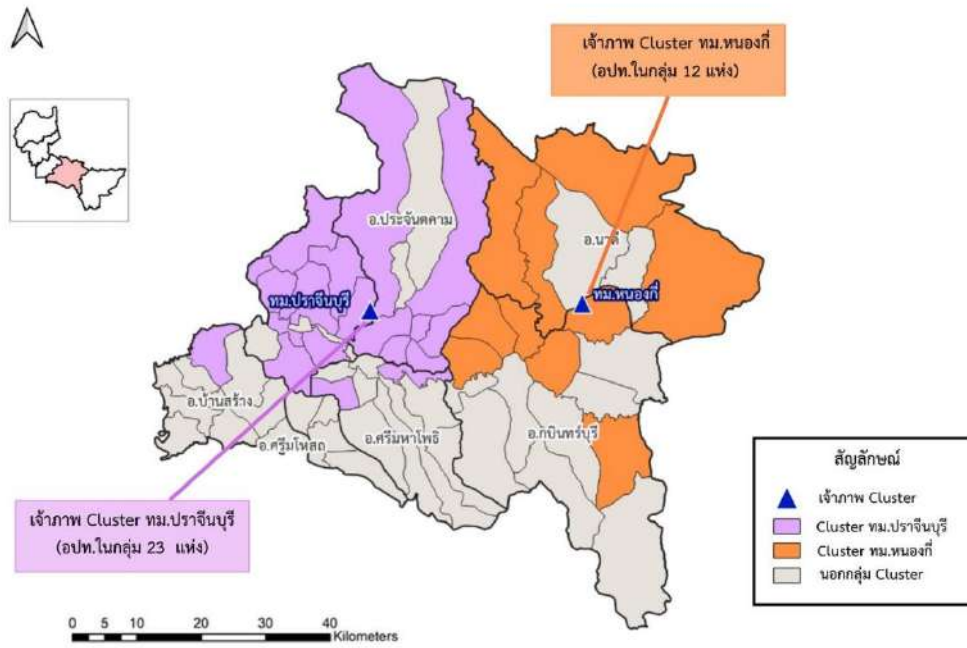 เจ้าภาพ Cluster ทม.หนองกี่
(อปท.ในกลุ่ม 12 แห่ง)
อ.ประจันตคาม
อ.นาดี
ทม.ปราจีนบุรี
ทม.หนองกี่
อ.บ้านสร้าง
อ.ศรีมโหสถ
อ.ศรีมหาโพธิ
อ.กบินทร์บุรี
เจ้าภาพ Cluster ทม.ปราจีนบุรี
(อปท.ในกลุ่ม 23 แห่ง)
สัญลักษณ์
เจ้าภาพ Cluster
Cluster ทม.ปราจีนบุรี
Cluster ทม.หนองกี่
นอกกลุ่ม Cluster
0 5 10 20 30 40
Kilometers